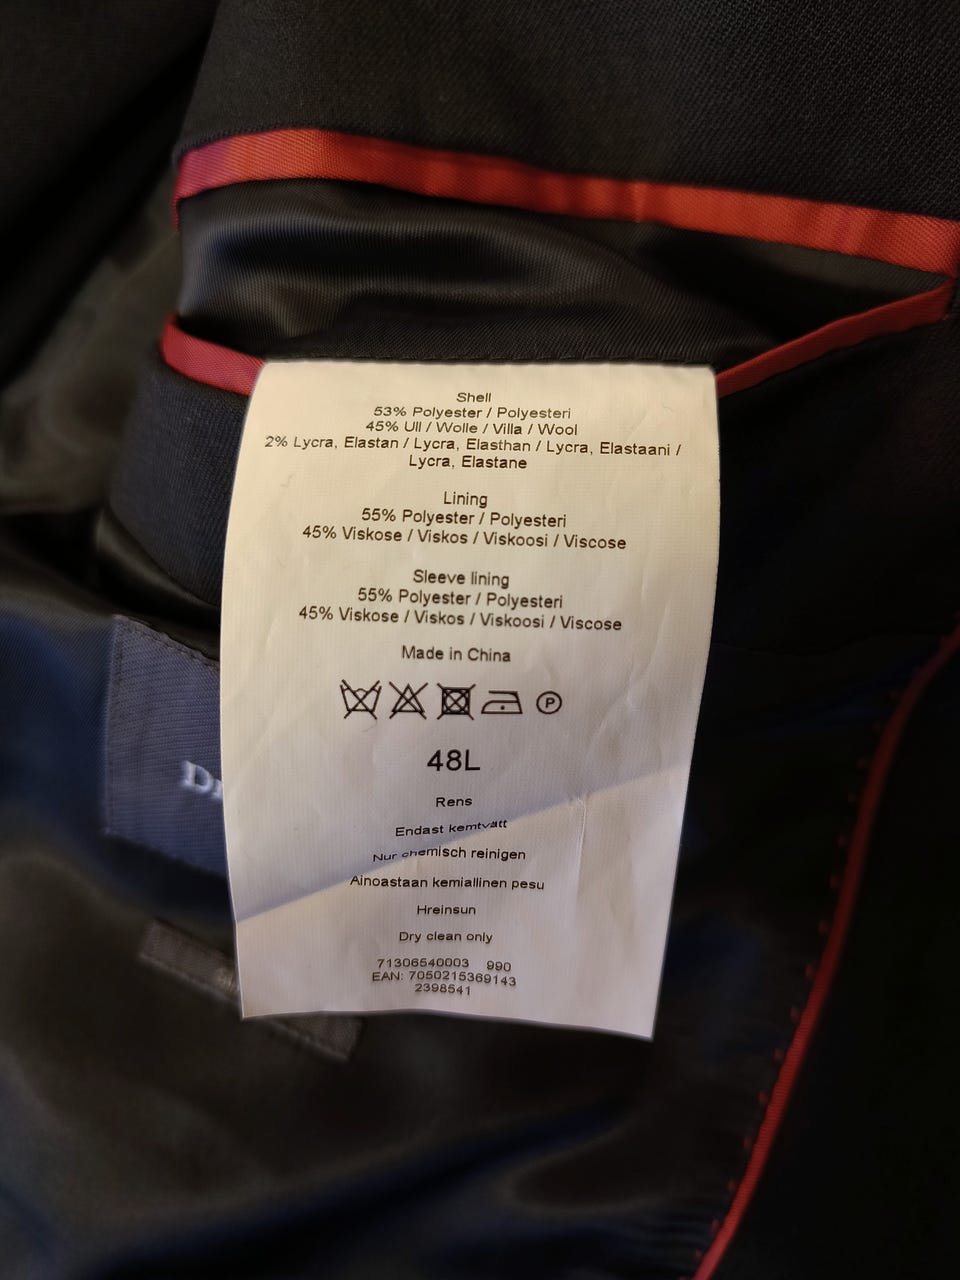 Shell
53% Polyester / Polyesteri
45% Ull / Wolle / Villa / Wool
2% Lycra, Elastan / Lycra, Elasthan / Lycra, Elastaani /
Lycra, Elastane
Lining
55% Polyester / Polyesteri
45% Viskose / Viskos / Viskoosi / Viscose
Sleeve lining
55% Polyester / Polyesteri
45% Viskose / Viskos / Viskoosi / Viscose
Made in China
P
48L
Rens
Endast kemtvätt
Nur chemisch reinigen
Ainoastaan kemiallinen pesu
Hreinsun
Dry clean only
71306540003 990
EAN: 7050215369143
2398541